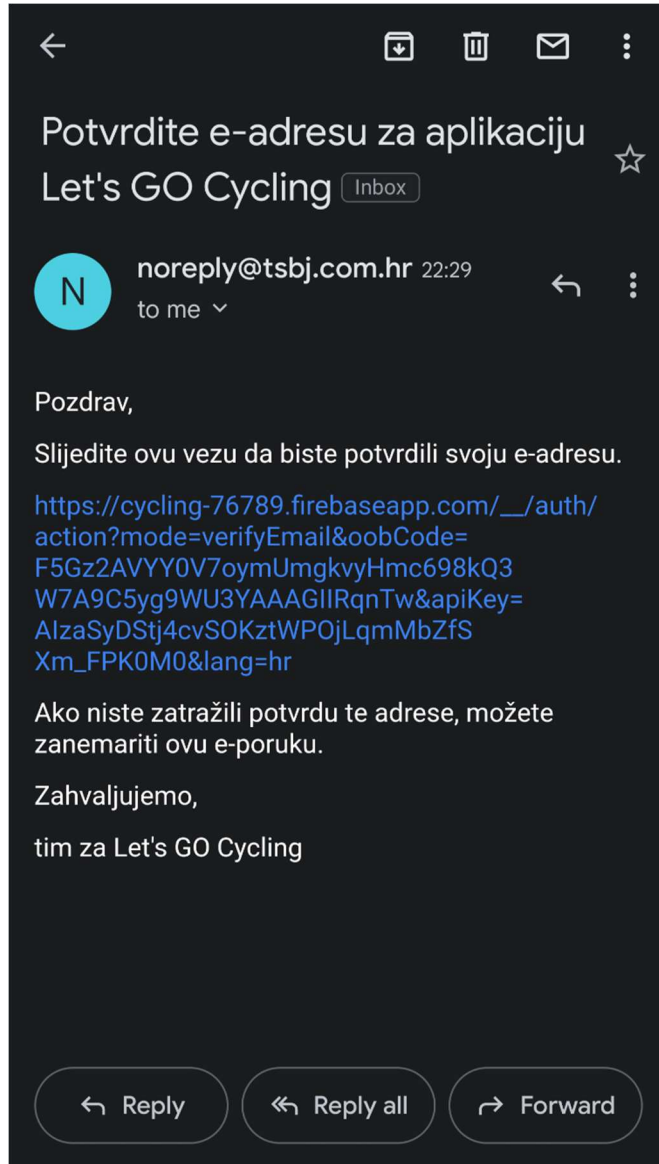 Potvrdite e-adresu za aplikaciju
Let's GO Cycling Inbox
N
noreply@tsbj.com.hr 22:29
to me
Pozdrav,
Slijedite ovu vezu da biste potvrdili svoju e-adresu.
https://cycling-76789.firebaseapp.com/__/auth/
action?mode=verifyEmail&oobCode=
F5Gz2AVYY0V7oymUmgkvyHmc698kQ3
W7A9C5yg9WU3YAAAGIIRqnTw&apiKey=
AIzaSyDStj4cvSOKztWPOjLqmMbZfS
Xm_FPK0M0&lang=hr
Ako niste zatražili potvrdu te adrese, možete
zanemariti ovu e-poruku.
Zahvaljujemo,
tim za Let's GO Cycling
Reply
Reply all
Forward